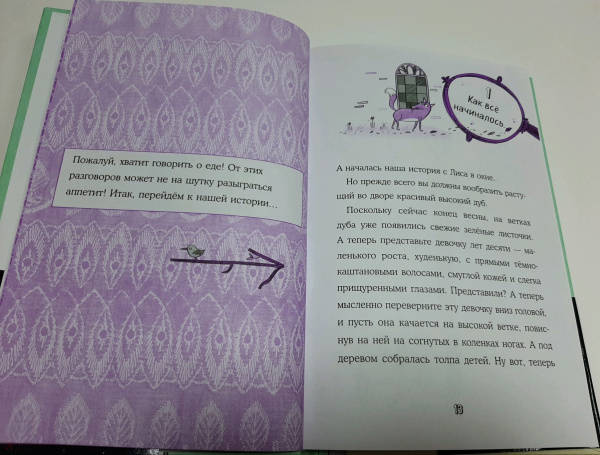 Пожалуй, хватит говорить о еде! От этих
разговоров может не на шутку разыграться
аппетит! Итак, перейдём к нашей истории...
1
Как всё
начиналось
А началась наша история с Лиса в окне.
Но прежде всего вы должны вообразить расту-
щий во дворе красивый высокий дуб.
Поскольку сейчас конец весны, на ветках
дуба уже появились свежие зелёные листочки.
А теперь представьте девочку лет десяти — ма-
ленького роста, худенькую, с прямыми тёмно-
каштановыми волосами, смуглой кожей и слегка
прищуренными глазами. Представили? А теперь
мысленно переверните эту девочку вниз головой,
и пусть она качается на высокой ветке, повис-
нув на ней на согнутых в коленках ногах. А под
деревом собралась толпа детей. Ну вот, теперь
13